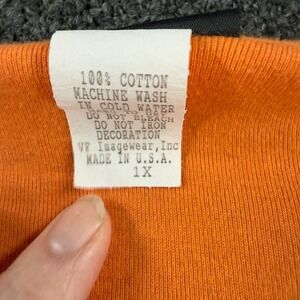 100% COTTON
MACHINE WASH
IN COLD WATER
DO NOT BLEACH
DO NOT IRON
DECORATION
VF Imagewear,Inc
MADE IN U.S.A.
1X